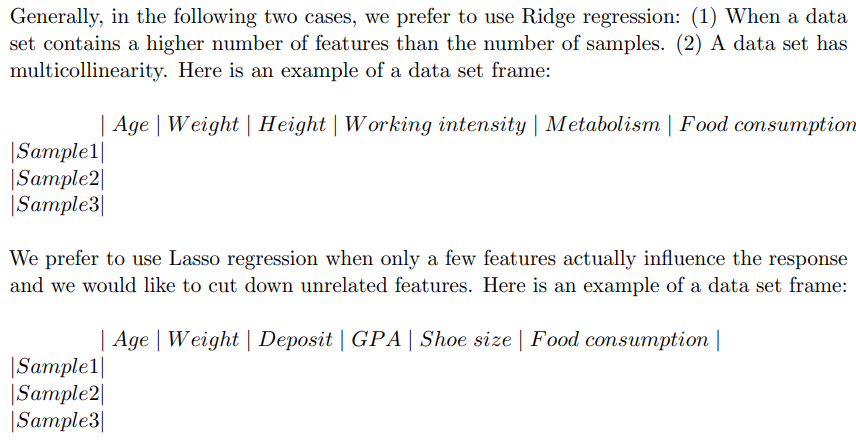 Generally, in the following two cases, we prefer to use Ridge regression: (1) When a data
set contains a higher number of features than the number of samples. (2) A data set has
multicollinearity. Here is an example of a data set frame:
| Age | Weight | Height | Working intensity | Metabolism | Food consumption
|Sample1|
|Sample2|
|Sample3|
We prefer to use Lasso regression when only a few features actually influence the response
and we would like to cut down unrelated features. Here is an example of a data set frame:
| Age | Weight | Deposit | GPA | Shoe size | Food consumption |
|Sample1|
|Sample2|
|Sample3|